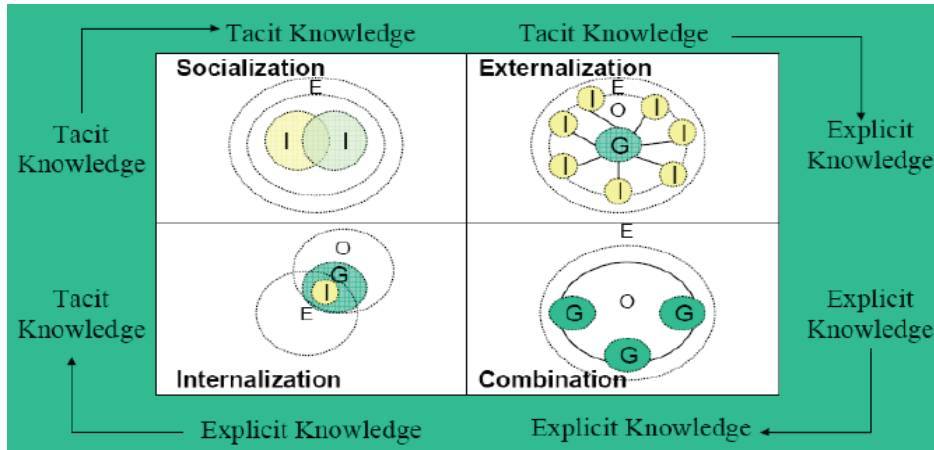 Tacit Knowledge
Tacit Knowledge
Socialization
E
I I
Externalization
E
I
O
I
I
I
G
I
I
I
Tacit
Knowledge
Explicit
Knowledge
O
G
I
E
Internalization
E
O
G G
G
Combination
Tacit
Knowledge
Explicit
Knowledge
Explicit Knowledge
Explicit Knowledge